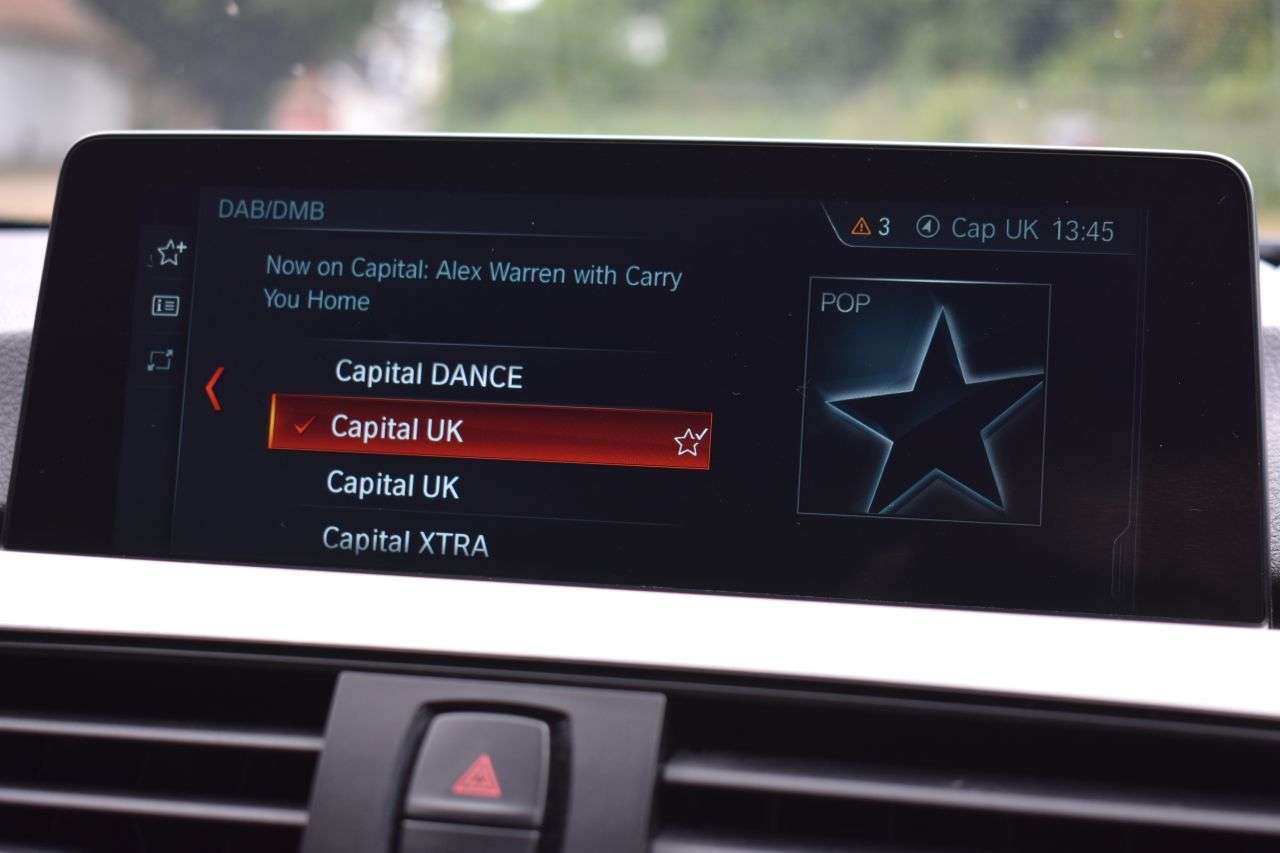 DAB/DMB
3 Cap UK 13:45
Now on Capital: Alex Warren with Carry
You Home
POP
Capital DANCE
Capital UK
Capital UK
Capital XTRA